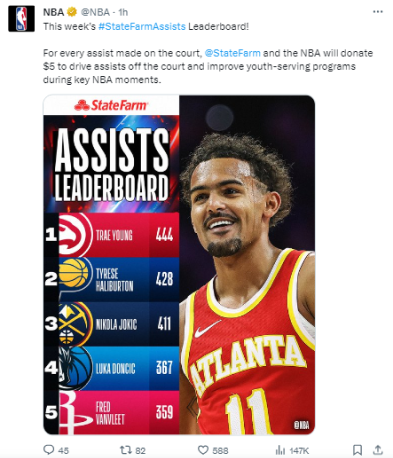 NBA @NBA · 1h
This week's #StateFarmAssists Leaderboard!
For every assist made on the court, @StateFarm and the NBA will donate
$5 to drive assists off the court and improve youth-serving programs
during key NBA moments.
StateFarm
ASSISTS
LEADERBOARD
1 TRAE YOUNG 444
2 TYRESE
HALIBURTON 428
3 NIKOLA JOKIC 411
4 LUKA DONCIC 367
5 FRED
VANVLEET 359
ATLANTA
11
@NBA
45 82 588 147K